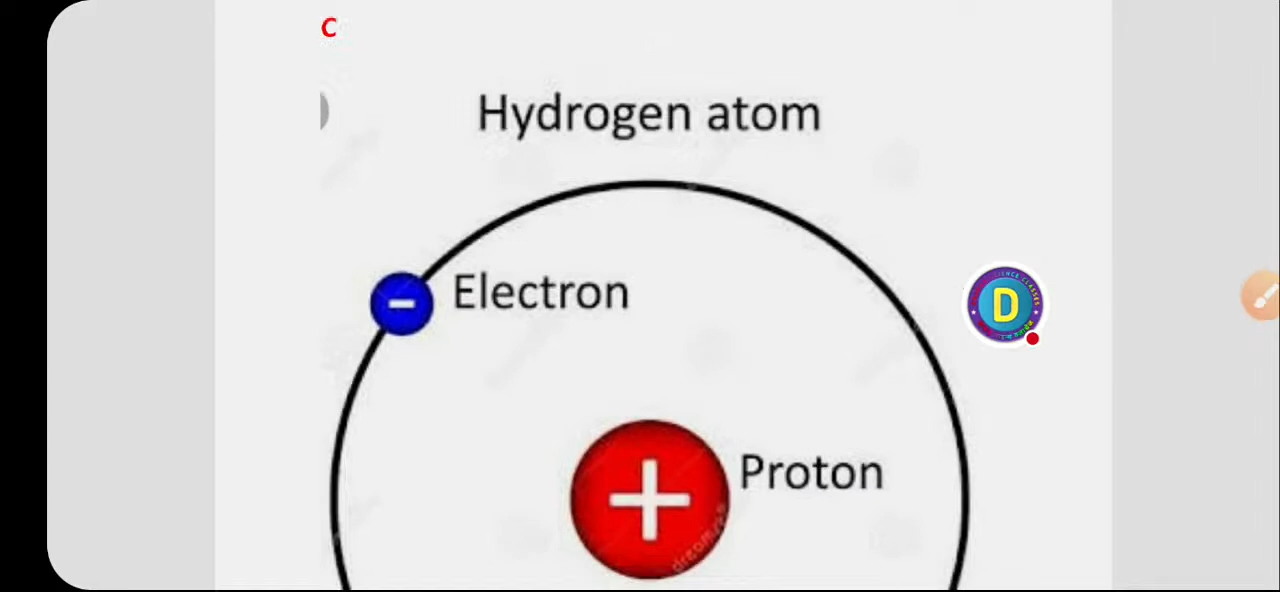 C
Hydrogen atom
−
Electron
D
+
Proton